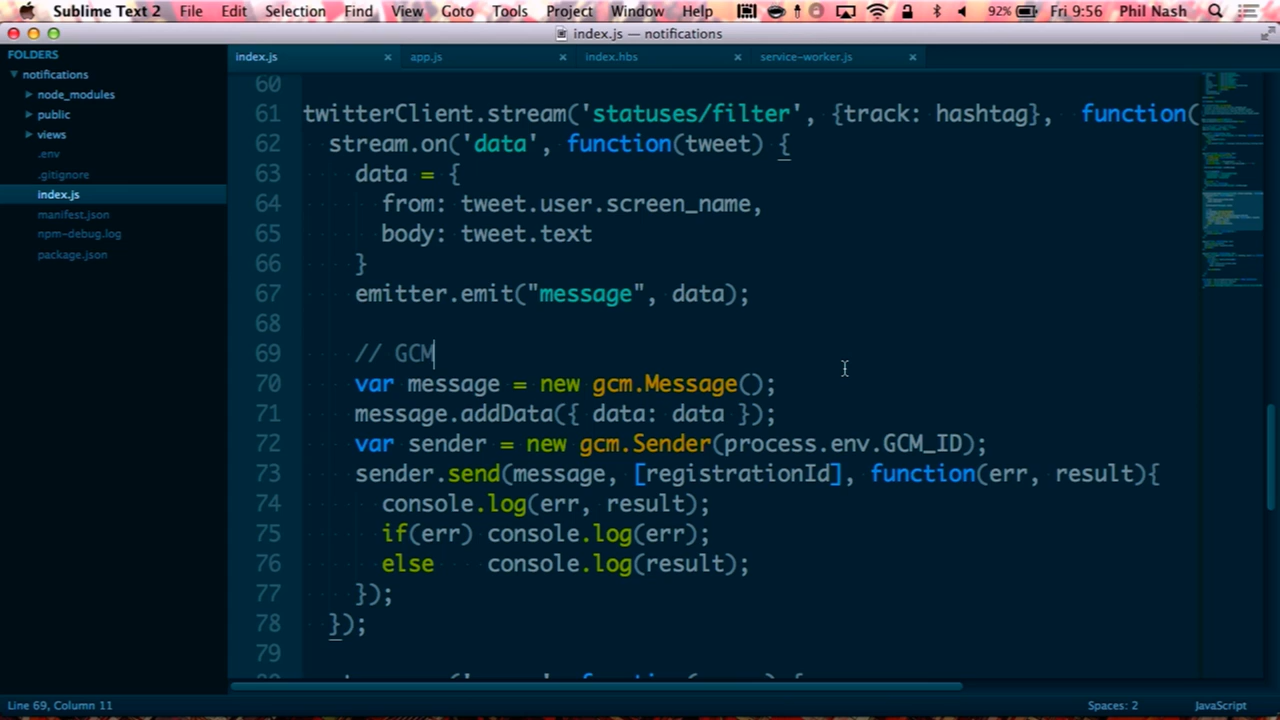 Sublime Text 2 File Edit Selection Find View Goto Tools Project Window Help 92% Fri 9:56 Phil Nash
index.js — notifications
FOLDERS
notifications
node_modules
public
views
.env
.gitignore
index.js
manifest.json
npm-debug.log
package.json
index.js app.js index.hbs service-worker.js
60
61 twitterClient.stream('statuses/filter', {track: hashtag}, function(
62 stream.on('data', function(tweet) {
63 data = {
64 from: tweet.user.screen_name,
65 body: tweet.text
66 }
67 emitter.emit("message", data);
68
69 // GCM
70 var message = new gcm.Message();
71 message.addData({ data: data });
72 var sender = new gcm.Sender(process.env.GCM_ID);
73 sender.send(message, [registrationId], function(err, result){
74 console.log(err, result);
75 if(err) console.log(err);
76 else console.log(result);
77 });
78 });
79
Line 69, Column 11 Spaces: 2 JavaScript